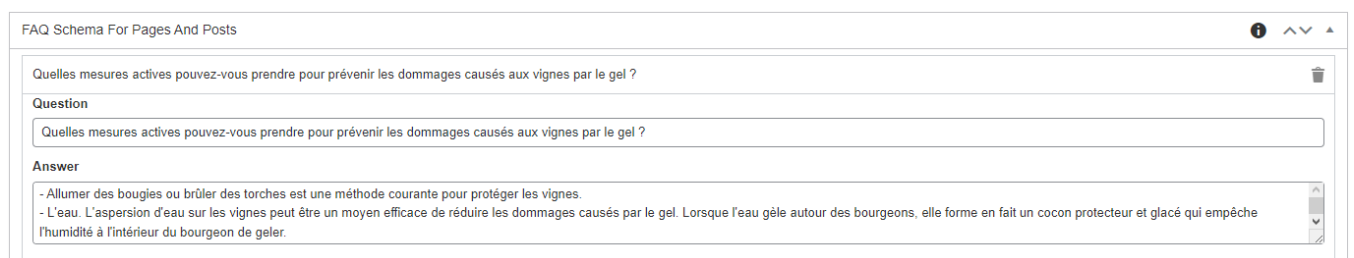 FAQ Schema For Pages And Posts
Quelles mesures actives pouvez-vous prendre pour prévenir les dommages causés aux vignes par le gel ?
Question
Quelles mesures actives pouvez-vous prendre pour prévenir les dommages causés aux vignes par le gel ?
Answer
- Allumer des bougies ou brûler des torches est une méthode courante pour protéger les vignes.
- L'eau. L'aspersion d'eau sur les vignes peut être un moyen efficace de réduire les dommages causés par le gel. Lorsque l'eau gèle autour des bourgeons, elle forme en fait un cocon protecteur et glacé qui empêche
l'humidité à l'intérieur du bourgeon de geler.